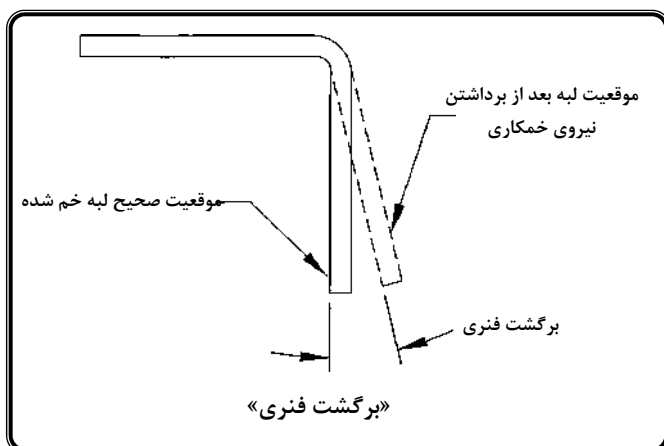 موقعیت لبه بعد از برداشتن
نیروی خمکاری
موقعیت صحیح لبه خم شده
برگشت فنری
«برگشت فنری»